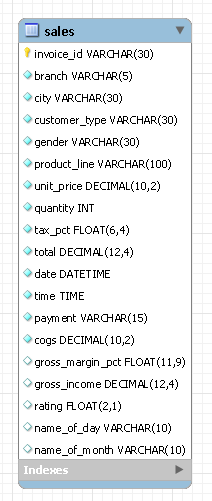 sales
invoice_id VARCHAR(30)
branch VARCHAR(5)
city VARCHAR(30)
customer_type VARCHAR(30)
gender VARCHAR(30)
product_line VARCHAR(100)
unit_price DECIMAL(10,2)
quantity INT
tax_pct FLOAT(6,4)
total DECIMAL(12,4)
date DATETIME
time TIME
payment VARCHAR(15)
cogs DECIMAL(10,2)
gross_margin_pct FLOAT(11,9)
gross_income DECIMAL(12,4)
rating FLOAT(2,1)
name_of_day VARCHAR(10)
name_of_month VARCHAR(10)
Indexes